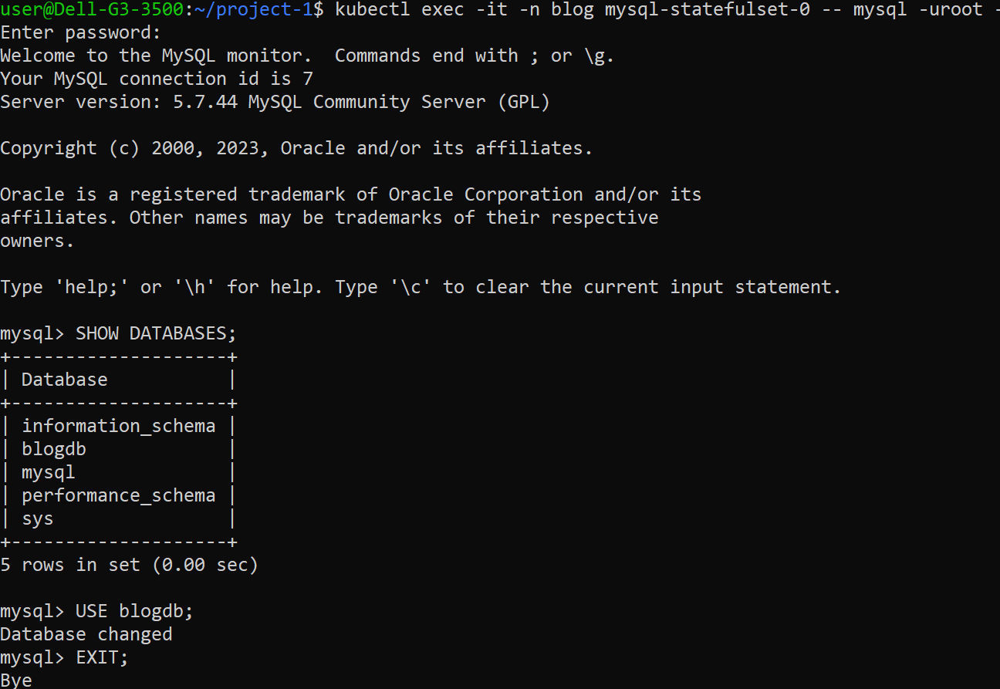 user@Dell-G3-3500:~/project-1$ kubectl exec -it -n blog mysql-statefulset-0 -- mysql -uroot -
Enter password:
Welcome to the MySQL monitor.  Commands end with ; or \g.
Your MySQL connection id is 7
Server version: 5.7.44 MySQL Community Server (GPL)

Copyright (c) 2000, 2023, Oracle and/or its affiliates.

Oracle is a registered trademark of Oracle Corporation and/or its
affiliates. Other names may be trademarks of their respective
owners.

Type 'help;' or '\h' for help. Type '\c' to clear the current input statement.

mysql> SHOW DATABASES;
+--------------------+
| Database           |
+--------------------+
| information_schema |
| blogdb             |
| mysql              |
| performance_schema |
| sys                |
+--------------------+
5 rows in set (0.00 sec)

mysql> USE blogdb;
Database changed
mysql> EXIT;
Bye